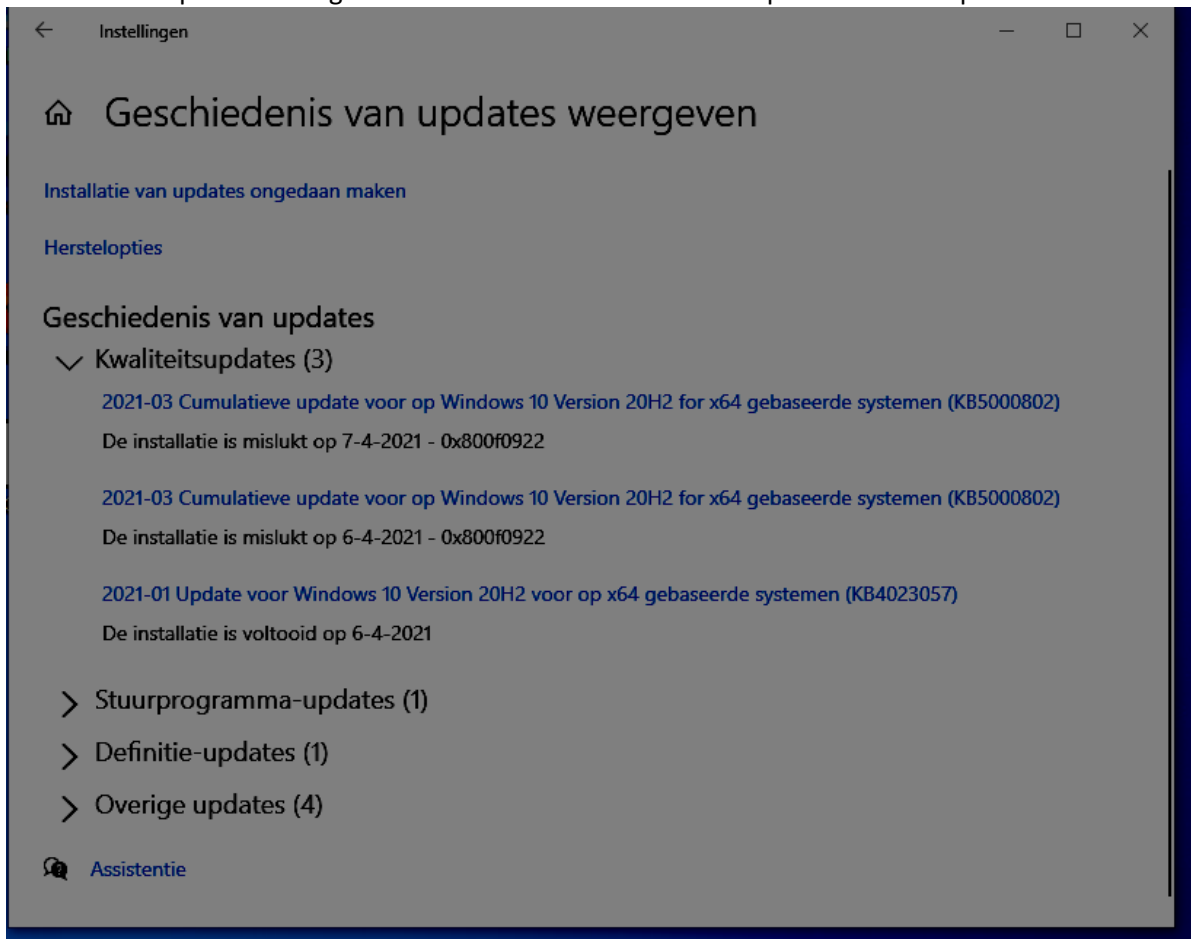 Instellingen
Geschiedenis van updates weergeven
Installatie van updates ongedaan maken
Herstelopties
Geschiedenis van updates
Kwaliteitsupdates (3)
2021-03 Cumulatieve update voor op Windows 10 Version 20H2 for x64 gebaseerde systemen (KB5000802)
De installatie is mislukt op 7-4-2021 - 0x800f0922
2021-03 Cumulatieve update voor op Windows 10 Version 20H2 for x64 gebaseerde systemen (KB5000802)
De installatie is mislukt op 6-4-2021 - 0x800f0922
2021-01 Update voor Windows 10 Version 20H2 voor op x64 gebaseerde systemen (KB4023057)
De installatie is voltooid op 6-4-2021
Stuurprogramma-updates (1)
Definitie-updates (1)
Overige updates (4)
Assistentie